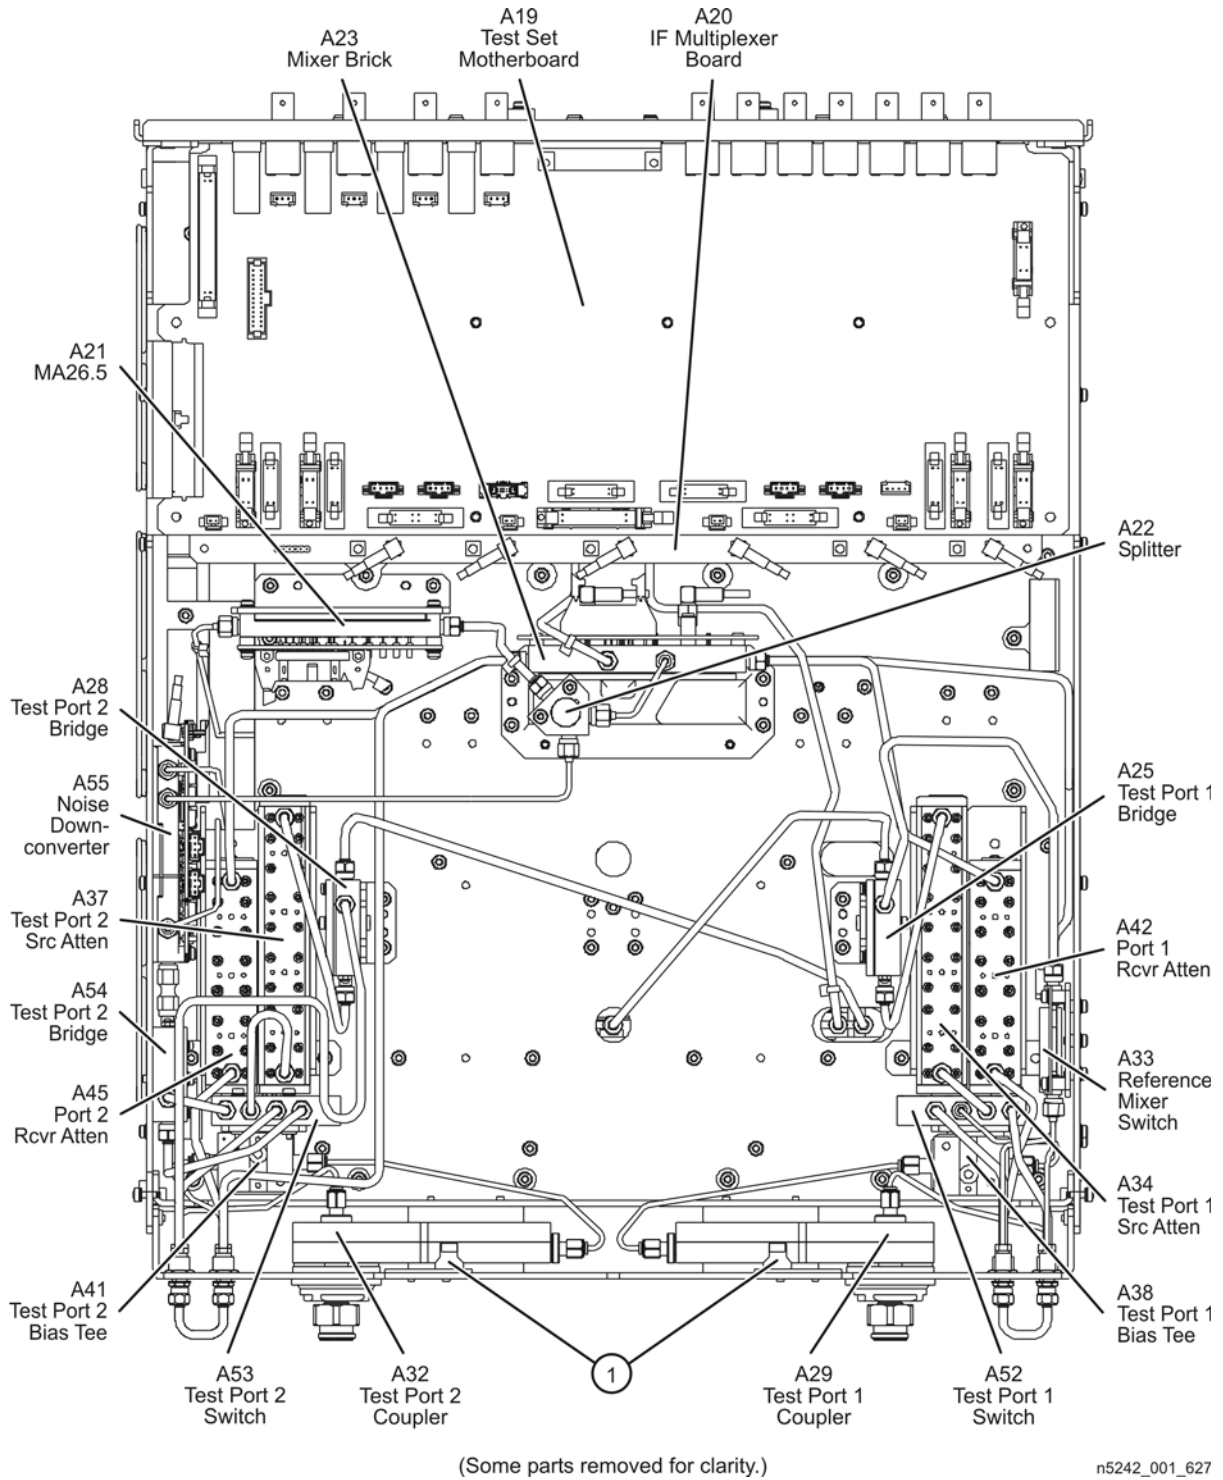 A23
Mixer Brick
A19
Test Set
Motherboard
A20
IF Multiplexer
Board
A21
MA26.5
A22
Splitter
A28
Test Port 2
Bridge
A55
Noise
Down-
converter
A37
Test Port 2
Src Atten
A54
Test Port 2
Bridge
A45
Port 2
Rcvr Atten
A41
Test Port 2
Bias Tee
A25
Test Port 1
Bridge
A42
Port 1
Rcvr Atten
A33
Reference
Mixer
Switch
A34
Test Port 1
Src Atten
A38
Test Port 1
Bias Tee
A53
Test Port 2
Switch
A32
Test Port 2
Coupler
1
A29
Test Port 1
Coupler
A52
Test Port 1
Switch
(Some parts removed for clarity.)
n5242_001_627